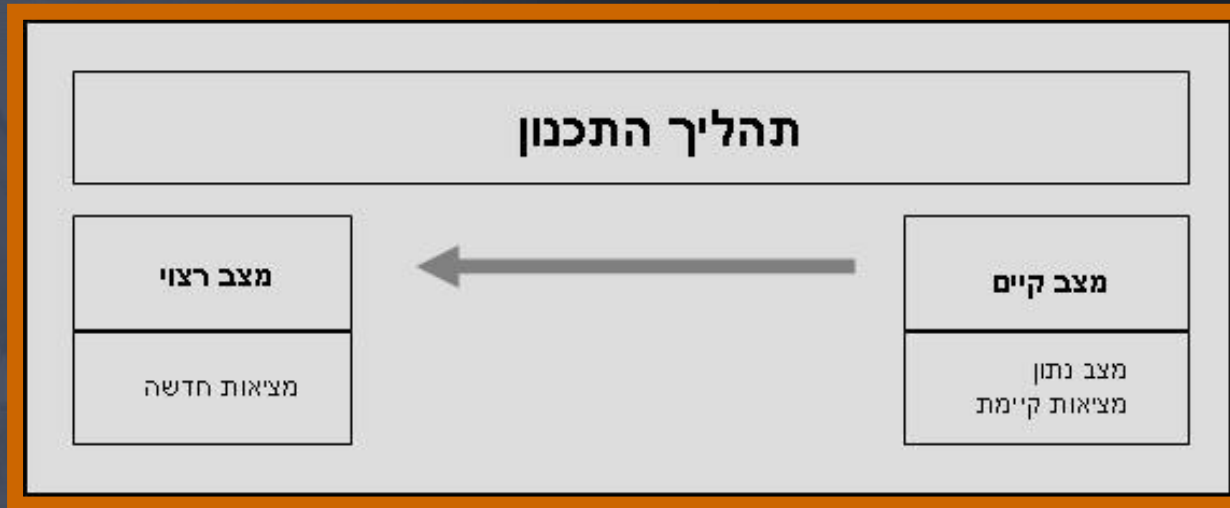 תהליך התכנון
מצב קיים
מצב נתון
מציאות קיימת
מצב רצוי
מציאות חדשה